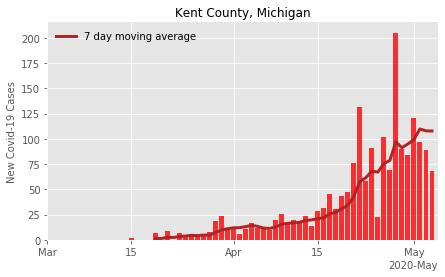 Kent County, Michigan
7 day moving average
New Covid-19 Cases
200
175
150
125
100
75
50
25
0
Mar
15
Apr
15
May
2020-May